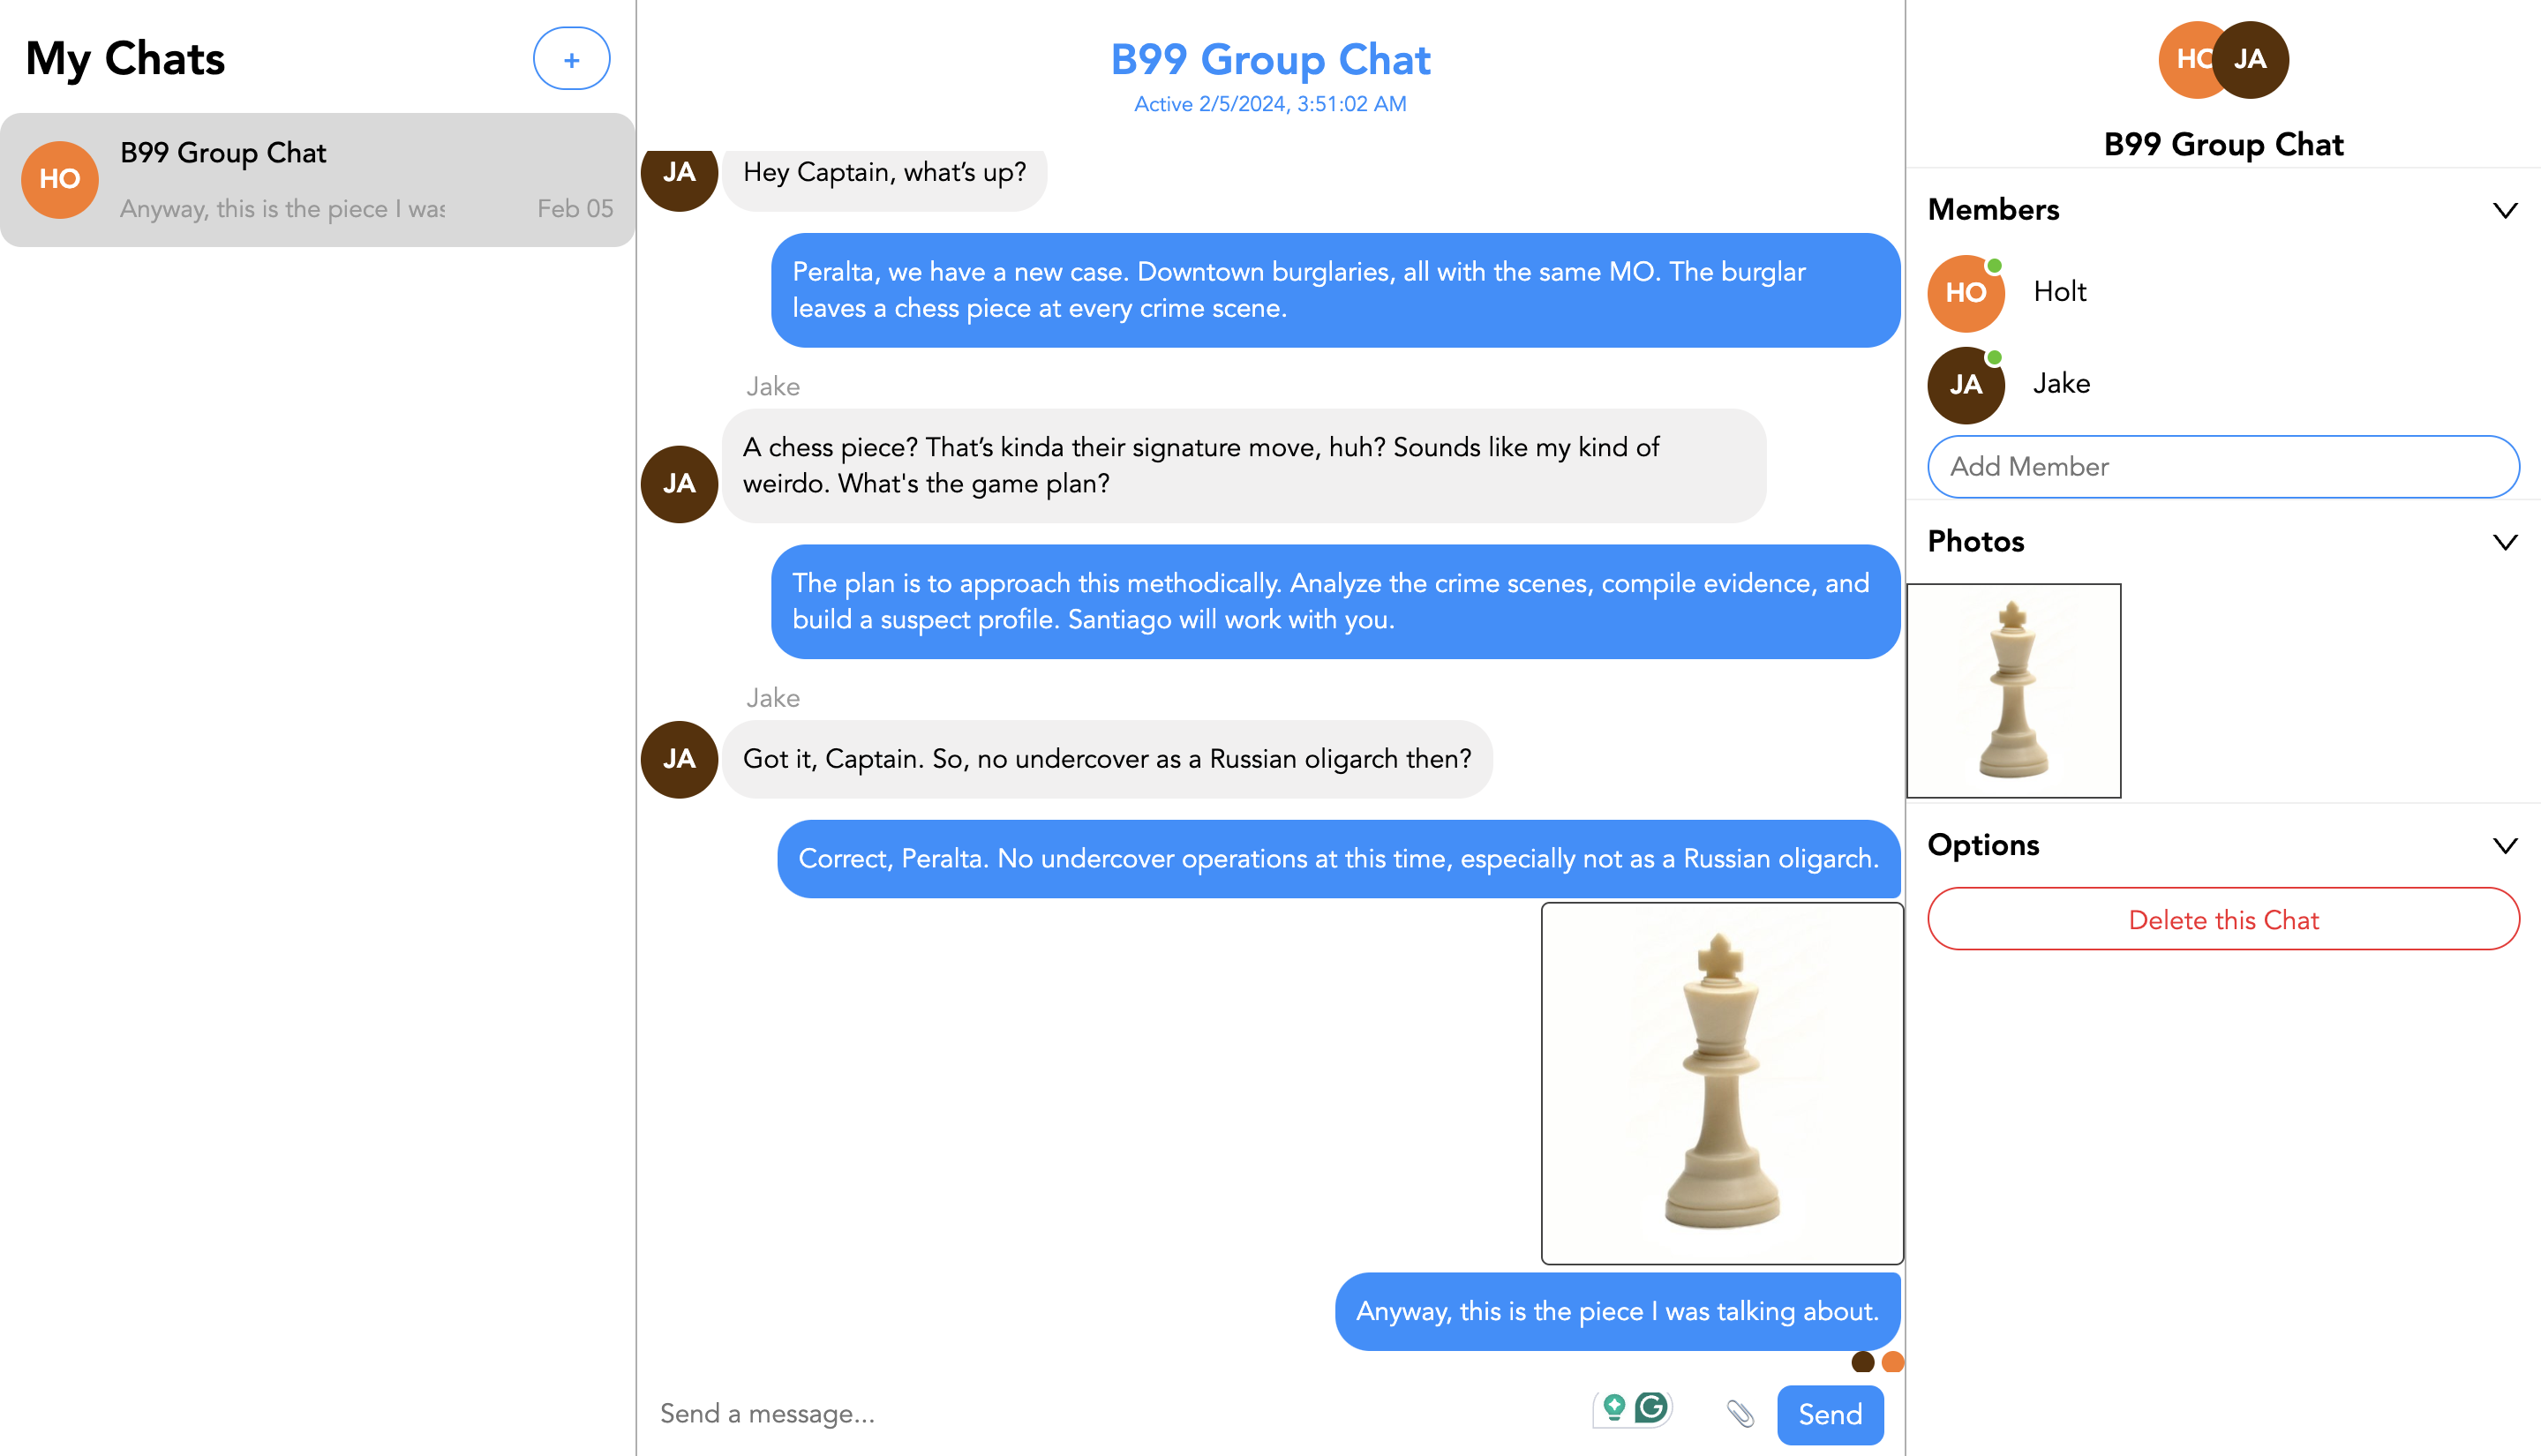 My Chats
+
HO
B99 Group Chat
Anyway, this is the piece I was
Feb 05
B99 Group Chat
Active 2/5/2024, 3:51:02 AM
JA
Hey Captain, what’s up?
Peralta, we have a new case. Downtown burglaries, all with the same MO. The burglar
leaves a chess piece at every crime scene.
Jake
JA
A chess piece? That’s kinda their signature move, huh? Sounds like my kind of
weirdo. What's the game plan?
The plan is to approach this methodically. Analyze the crime scenes, compile evidence, and
build a suspect profile. Santiago will work with you.
Jake
JA
Got it, Captain. So, no undercover as a Russian oligarch then?
Correct, Peralta. No undercover operations at this time, especially not as a Russian oligarch.
Anyway, this is the piece I was talking about.
Send a message...
G
Send
HO
JA
B99 Group Chat
Members
HO
Holt
JA
Jake
Add Member
Photos
Options
Delete this Chat